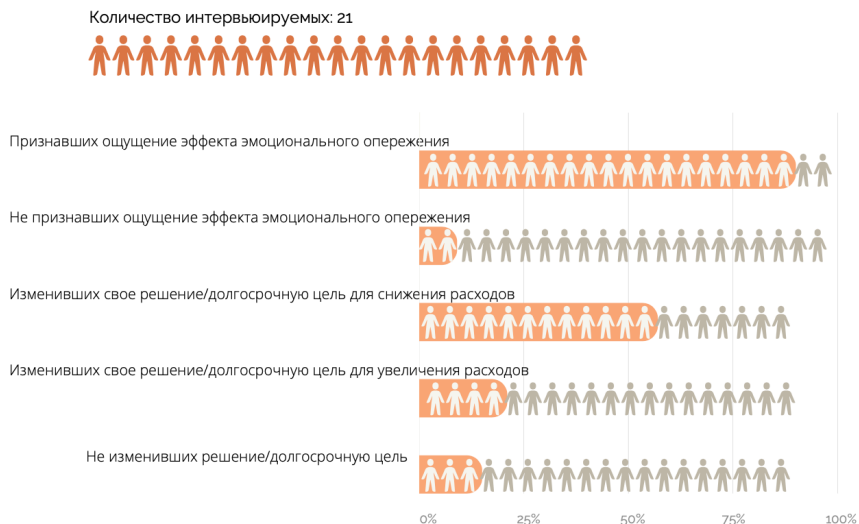 Количество интервьюируемых: 21
Признавших ощущение эффекта эмоционального опережения
Не признавших ощущение эффекта эмоционального опережения
Изменивших свое решение/долгосрочную цель для снижения расходов
Изменивших свое решение/долгосрочную цель для увеличения расходов
Не изменивших решение/долгосрочную цель
0% 25% 50% 75% 100%